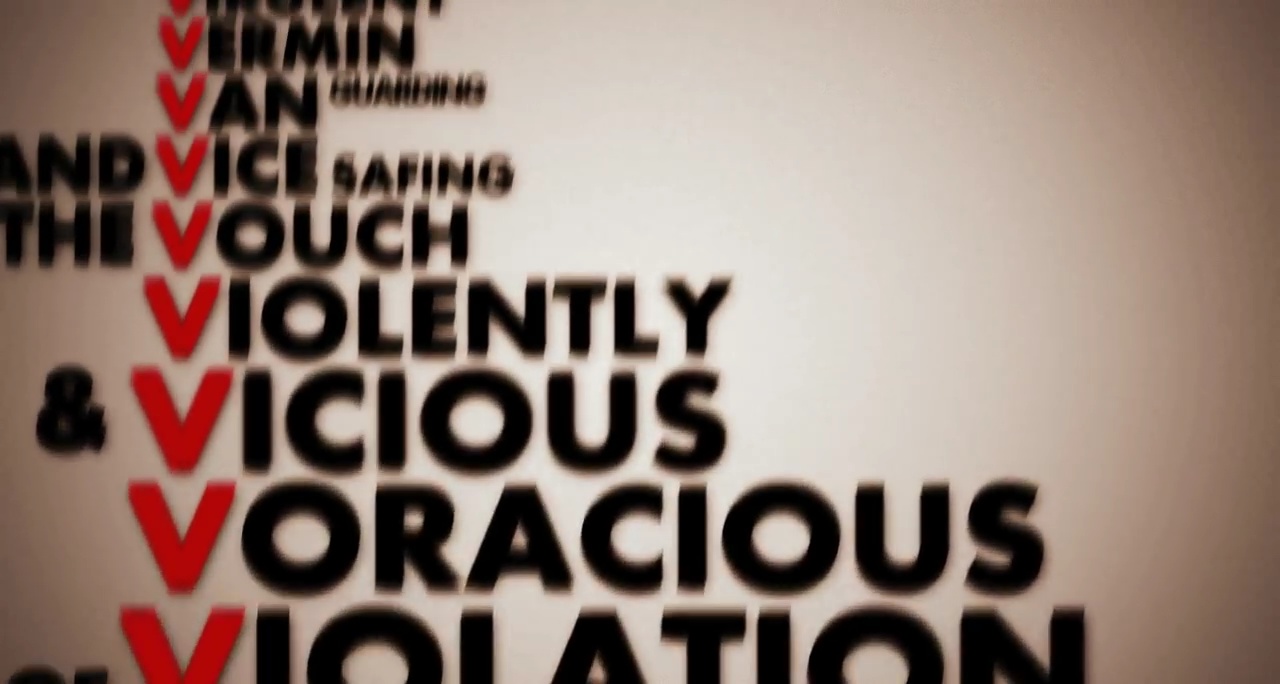 VERMIN
VAN GUARDING
AND VICE SAFING
THE VOUCH
VIOLENTLY
& VICIOUS
VORACIOUS
VIOLATION